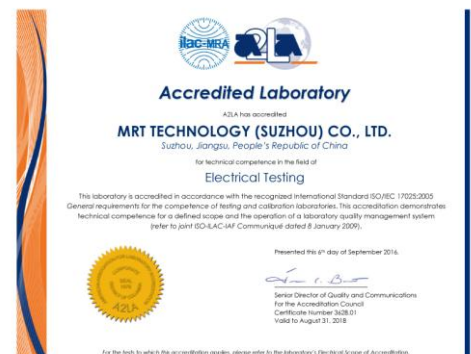 ilac-MRA
A2LA
Accredited Laboratory
A2LA has accredited
MRT TECHNOLOGY (SUZHOU) CO., LTD.
Suzhou, Jiangsu, People's Republic of China
for technical competence in the field of
Electrical Testing
This laboratory is accredited in accordance with the recognized International Standard ISO/IEC 17025:2005
General requirements for the competence of testing and calibration laboratories. This accreditation demonstrates
technical competence for a defined scope and the operation of a laboratory quality management system
(refer to joint ISO-ILAC-IAF Communiqué dated 8 January 2009).
Presented this 6th day of September 2016.
Senior Director of Quality and Communications
For the Accreditation Council
Certificate Number 3628.01
Valid to August 31, 2018
SEAL
1978
A2LA
For the tests to which this accreditation applies, please refer to the laboratory's Electrical Scope of Accreditation.